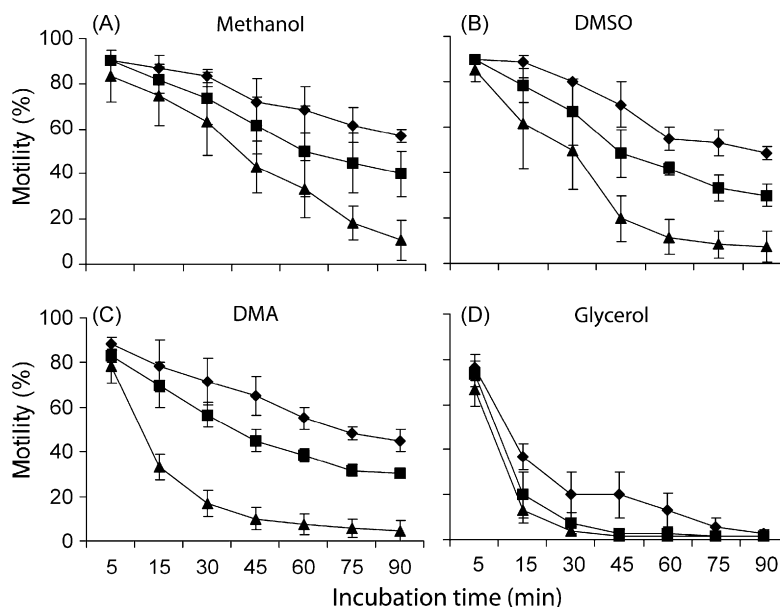 (A) Methanol
(B) DMSO
100
80
60
40
20
0
Motility (%)
(C) DMA
(D) Glycerol
100
80
60
40
20
0
Motility (%)
5 15 30 45 60 75 90
5 15 30 45 60 75 90
Incubation time (min)